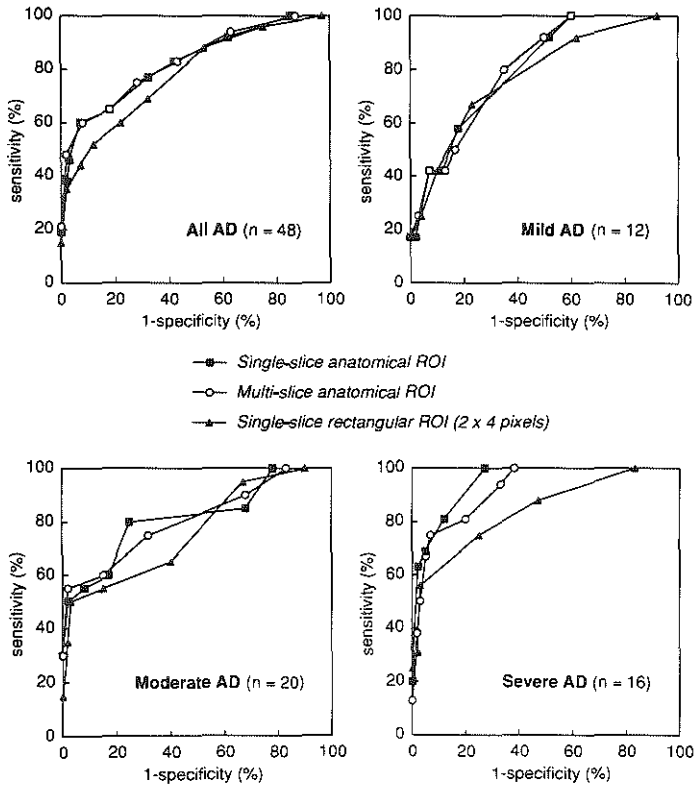 100
80
60
40
20
0
sensitivity (%)
All AD (n = 48)
0 20 40 60 80 100
1-specificity (%)
100
80
60
40
20
0
sensitivity (%)
Mild AD (n = 12)
0 20 40 60 80 100
1-specificity (%)
Single-slice anatomical ROI
Multi-slice anatomical ROI
Single-slice rectangular ROI (2 x 4 pixels)
100
80
60
40
20
0
sensitivity (%)
Moderate AD (n = 20)
0 20 40 60 80 100
1-specificity (%)
100
80
60
40
20
0
sensitivity (%)
Severe AD (n = 16)
0 20 40 60 80 100
1-specificity (%)